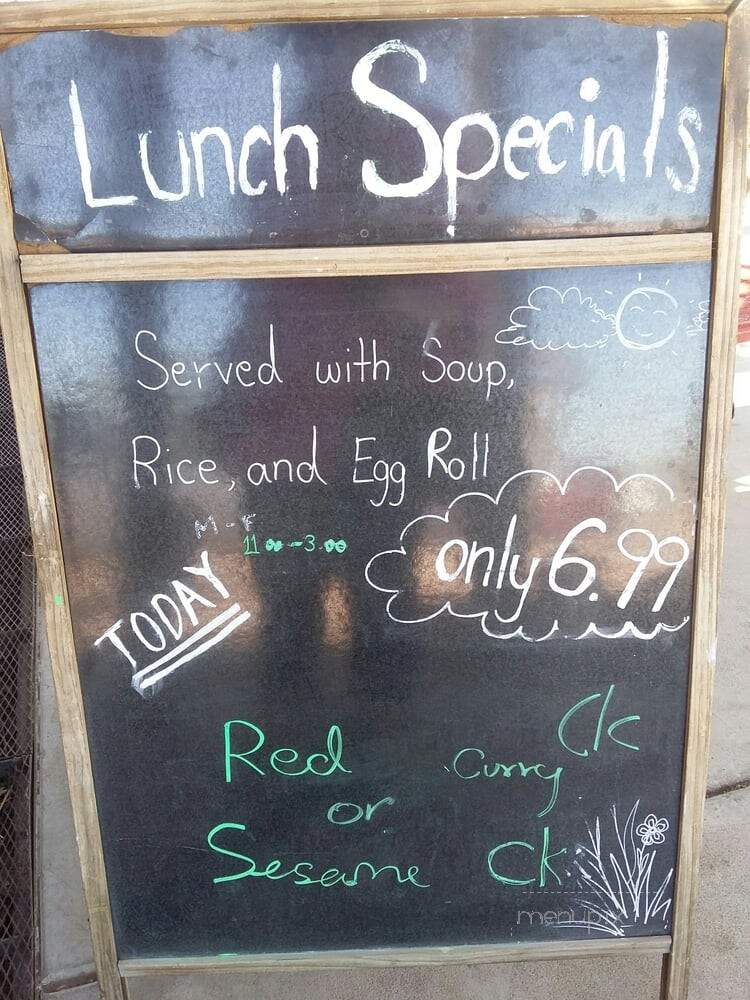 Lunch Specials
Served with Soup,
Rice, and Egg Roll
M-F
11 00 - 3.00
only 6.99
TODAY
Red Curry Ck
or
Sesame Ck